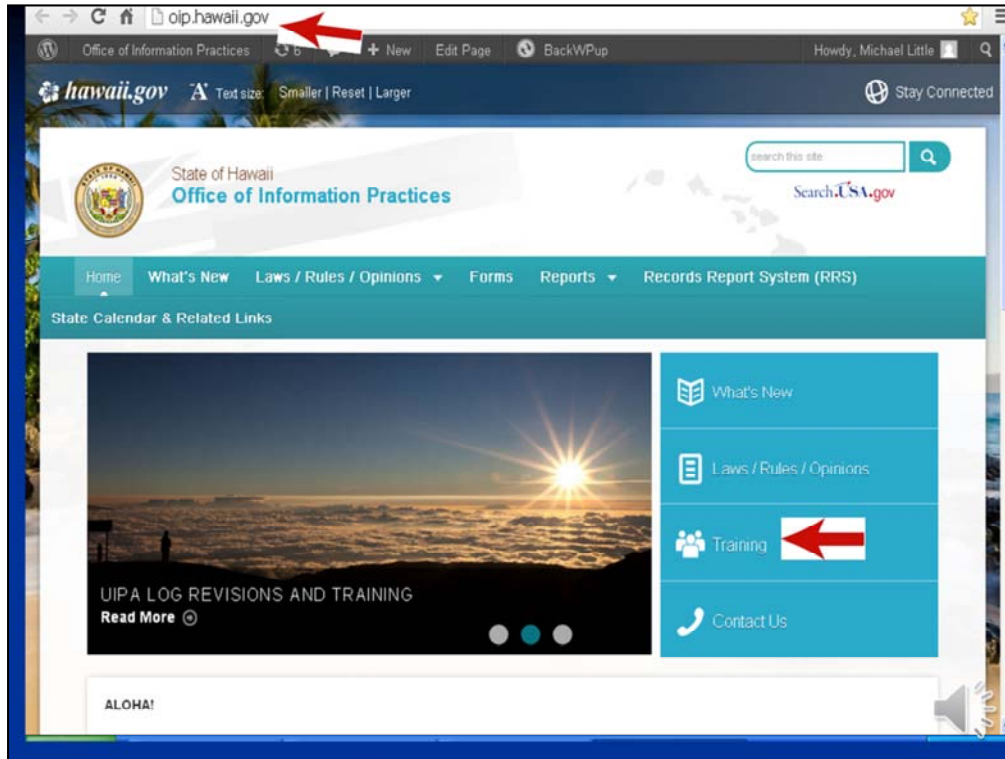 oip.hawaii.gov
Office of Information Practices 6 + New Edit Page BackWPup Howdy, Michael Little
hawaii.gov A Text size: Smaller | Reset | Larger Stay Connected
search this site
State of Hawaii
Office of Information Practices
Search.USA.gov
Home What's New Laws / Rules / Opinions Forms Reports Records Report System (RRS)
State Calendar & Related Links
What's New
Laws / Rules / Opinions
Training
UIPA LOG REVISIONS AND TRAINING
Read More
Contact Us
ALOHA!